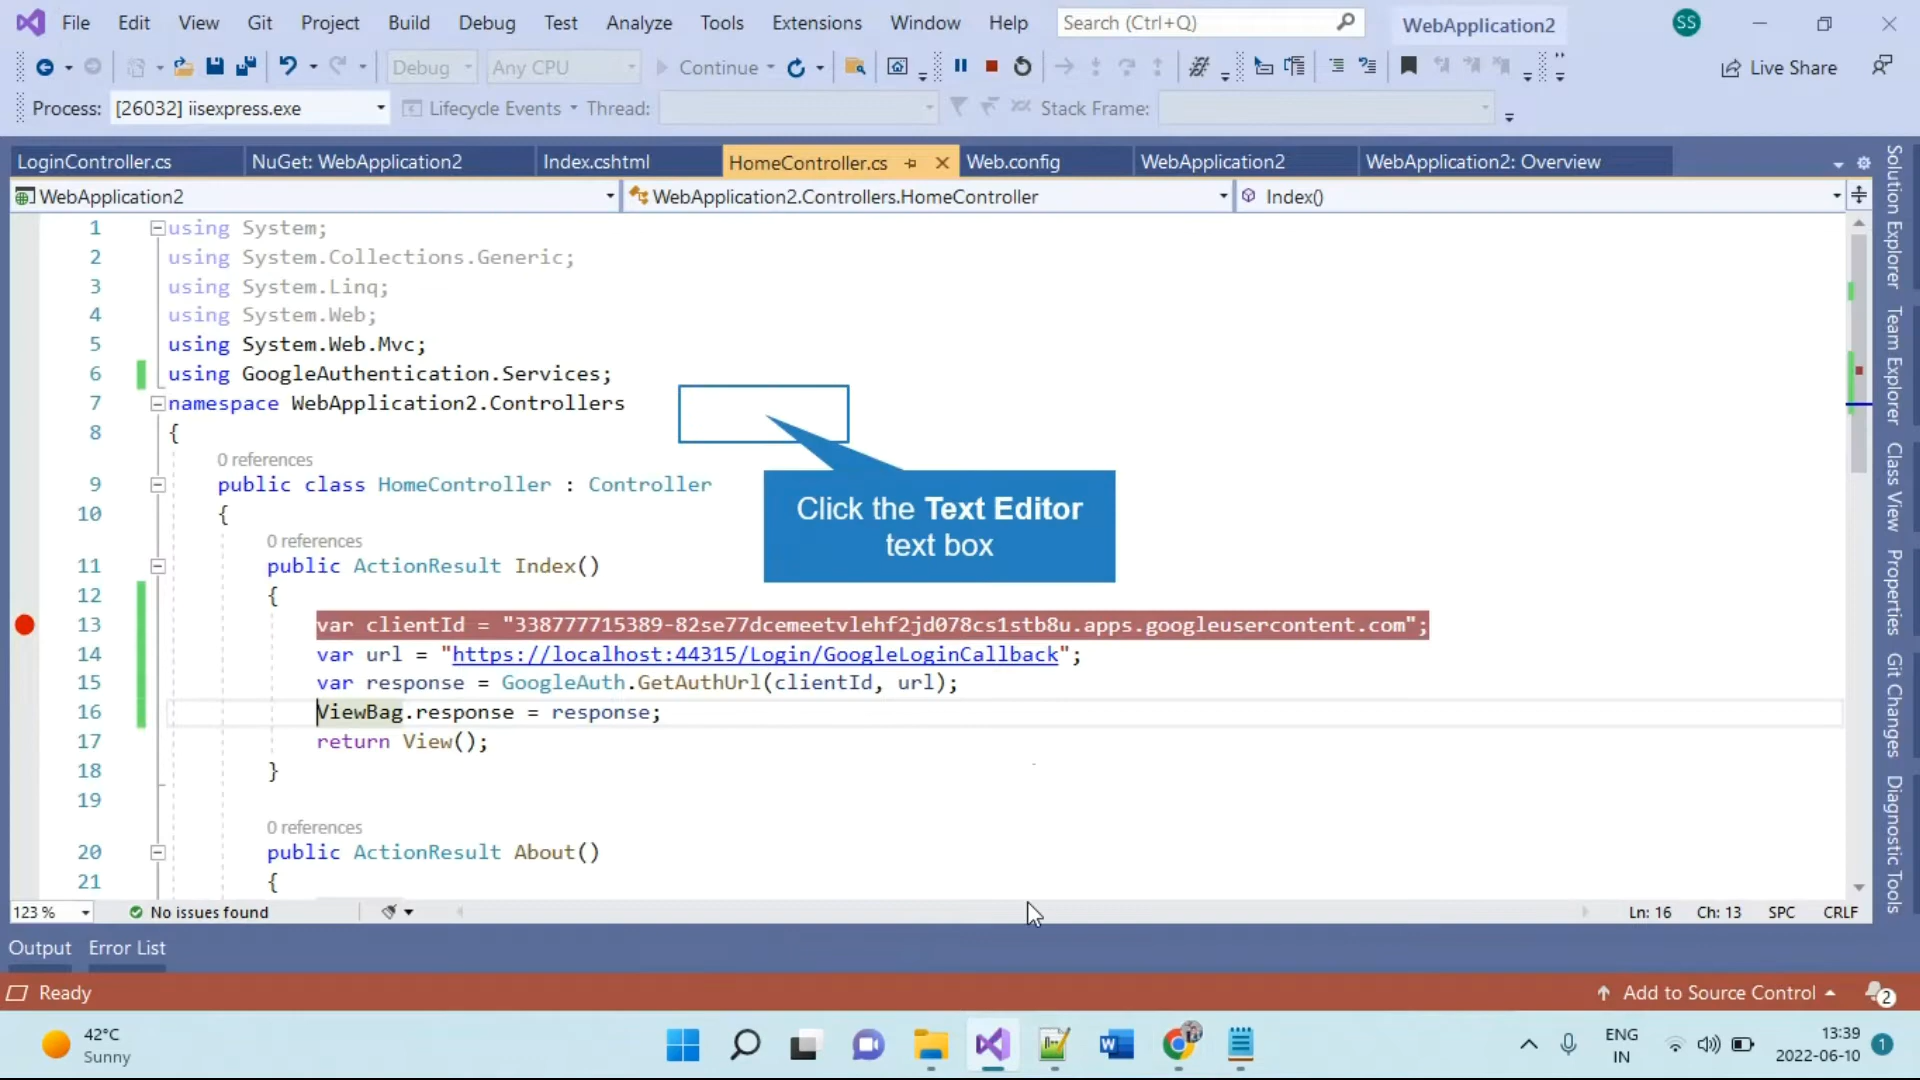 File Edit View Git Project Build Debug Test Analyze Tools Extensions Window Help Search (Ctrl+Q) WebApplication2 SS
Debug Any CPU Continue Live Share
Process: [26032] iisexpress.exe Lifecycle Events Thread: Stack Frame:
LoginController.cs NuGet: WebApplication2 Index.cshtml HomeController.cs Web.config WebApplication2 WebApplication2: Overview
WebApplication2 WebApplication2.Controllers.HomeController Index()
1 using System;
2 using System.Collections.Generic;
3 using System.Linq;
4 using System.Web;
5 using System.Web.Mvc;
6 using GoogleAuthentication.Services;
7 namespace WebApplication2.Controllers
8 {
0 references
9 public class HomeController : Controller
10 {
0 references
11 public ActionResult Index()
12 {
13 var clientId = "338777715389-82se77dcemeetvlehf2jd078cs1stb8u.apps.googleusercontent.com";
14 var url = "https://localhost:44315/Login/GoogleLoginCallback";
15 var response = GoogleAuth.GetAuthUrl(clientId, url);
16 ViewBag.response = response;
17 return View();
18 }
19
0 references
20 public ActionResult About()
21 {
Click the Text Editor
text box
Solution Explorer
Team Explorer
Class View
Properties
Git Changes
Diagnostic Tools
123 % No issues found Ln: 16 Ch: 13 SPC CRLF
Output Error List
Ready Add to Source Control 2
42°C
Sunny
W
ENG
IN
13:39
2022-06-10
1